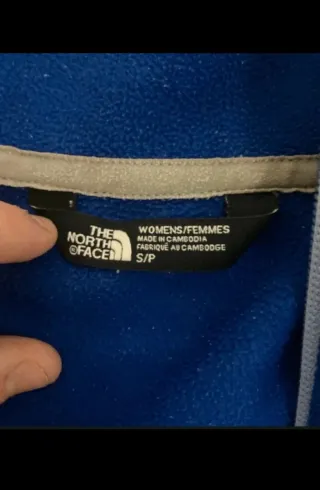 THE
NORTH
FACE
WOMENS/FEMMES
MADE IN CAMBODIA
FABRIQUÉ AU CAMBODGE
S/P